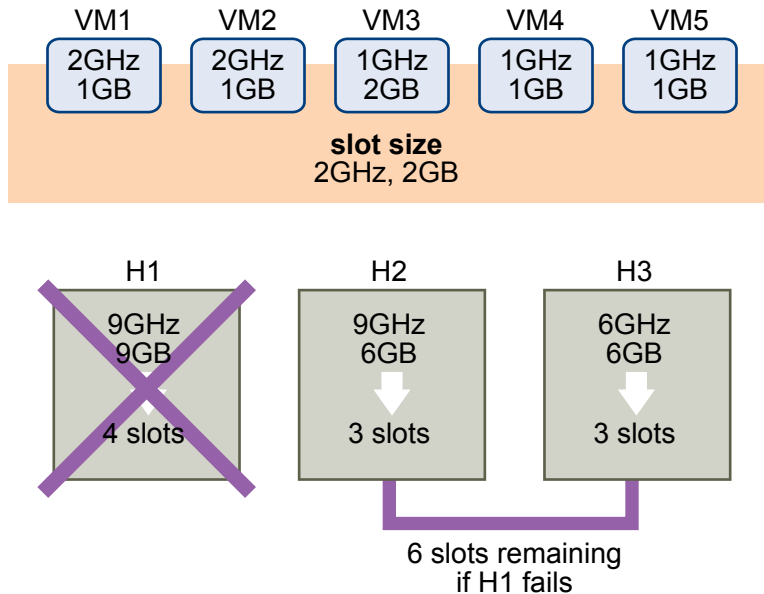 VM1 VM2 VM3 VM4 VM5
2GHz 2GHz 1GHz 1GHz 1GHz
1GB 1GB 2GB 1GB 1GB
slot size
2GHz, 2GB
H1 H2 H3
9GHz 9GHz 6GHz
9GB 6GB 6GB
4 slots 3 slots 3 slots
6 slots remaining
if H1 fails